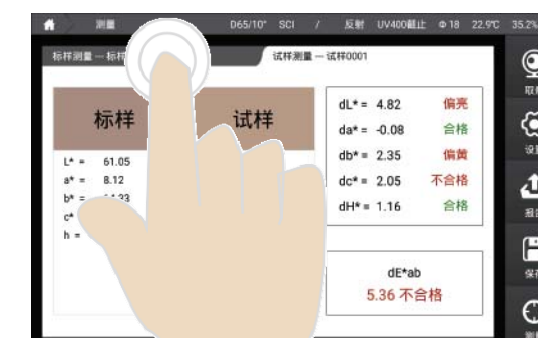 测量 D65/10° SCI / 反射 UV400截止 Φ18 22.9℃ 35.2%
标样测量 — 标样
试样测量 — 试样0001
标样 试样
L* = 61.05
a* = 8.12
b* =
c*
h =
dL* = 4.82 偏亮
da* = -0.08 合格
db* = 2.35 偏黄
dc* = 2.05 不合格
dH* = 1.16 合格
dE*ab
5.36 不合格